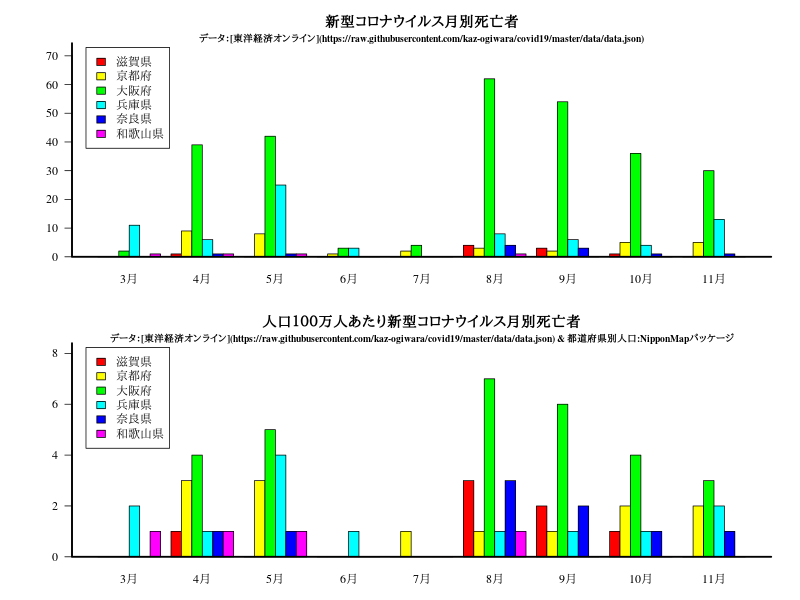 新型コロナウイルス月別死亡者
データ：[東洋経済オンライン](https://raw.githubusercontent.com/kaz-ogiwara/covid19/master/data/data.json)
70
60
50
40
30
20
10
0
滋賀県
京都府
大阪府
兵庫県
奈良県
和歌山県
3月 4月 5月 6月 7月 8月 9月 10月 11月
人口100万人あたり新型コロナウイルス月別死亡者
データ：[東洋経済オンライン](https://raw.githubusercontent.com/kaz-ogiwara/covid19/master/data/data.json) & 都道府県別人口:NipponMapパッケージ
8
6
4
2
0
滋賀県
京都府
大阪府
兵庫県
奈良県
和歌山県
3月 4月 5月 6月 7月 8月 9月 10月 11月